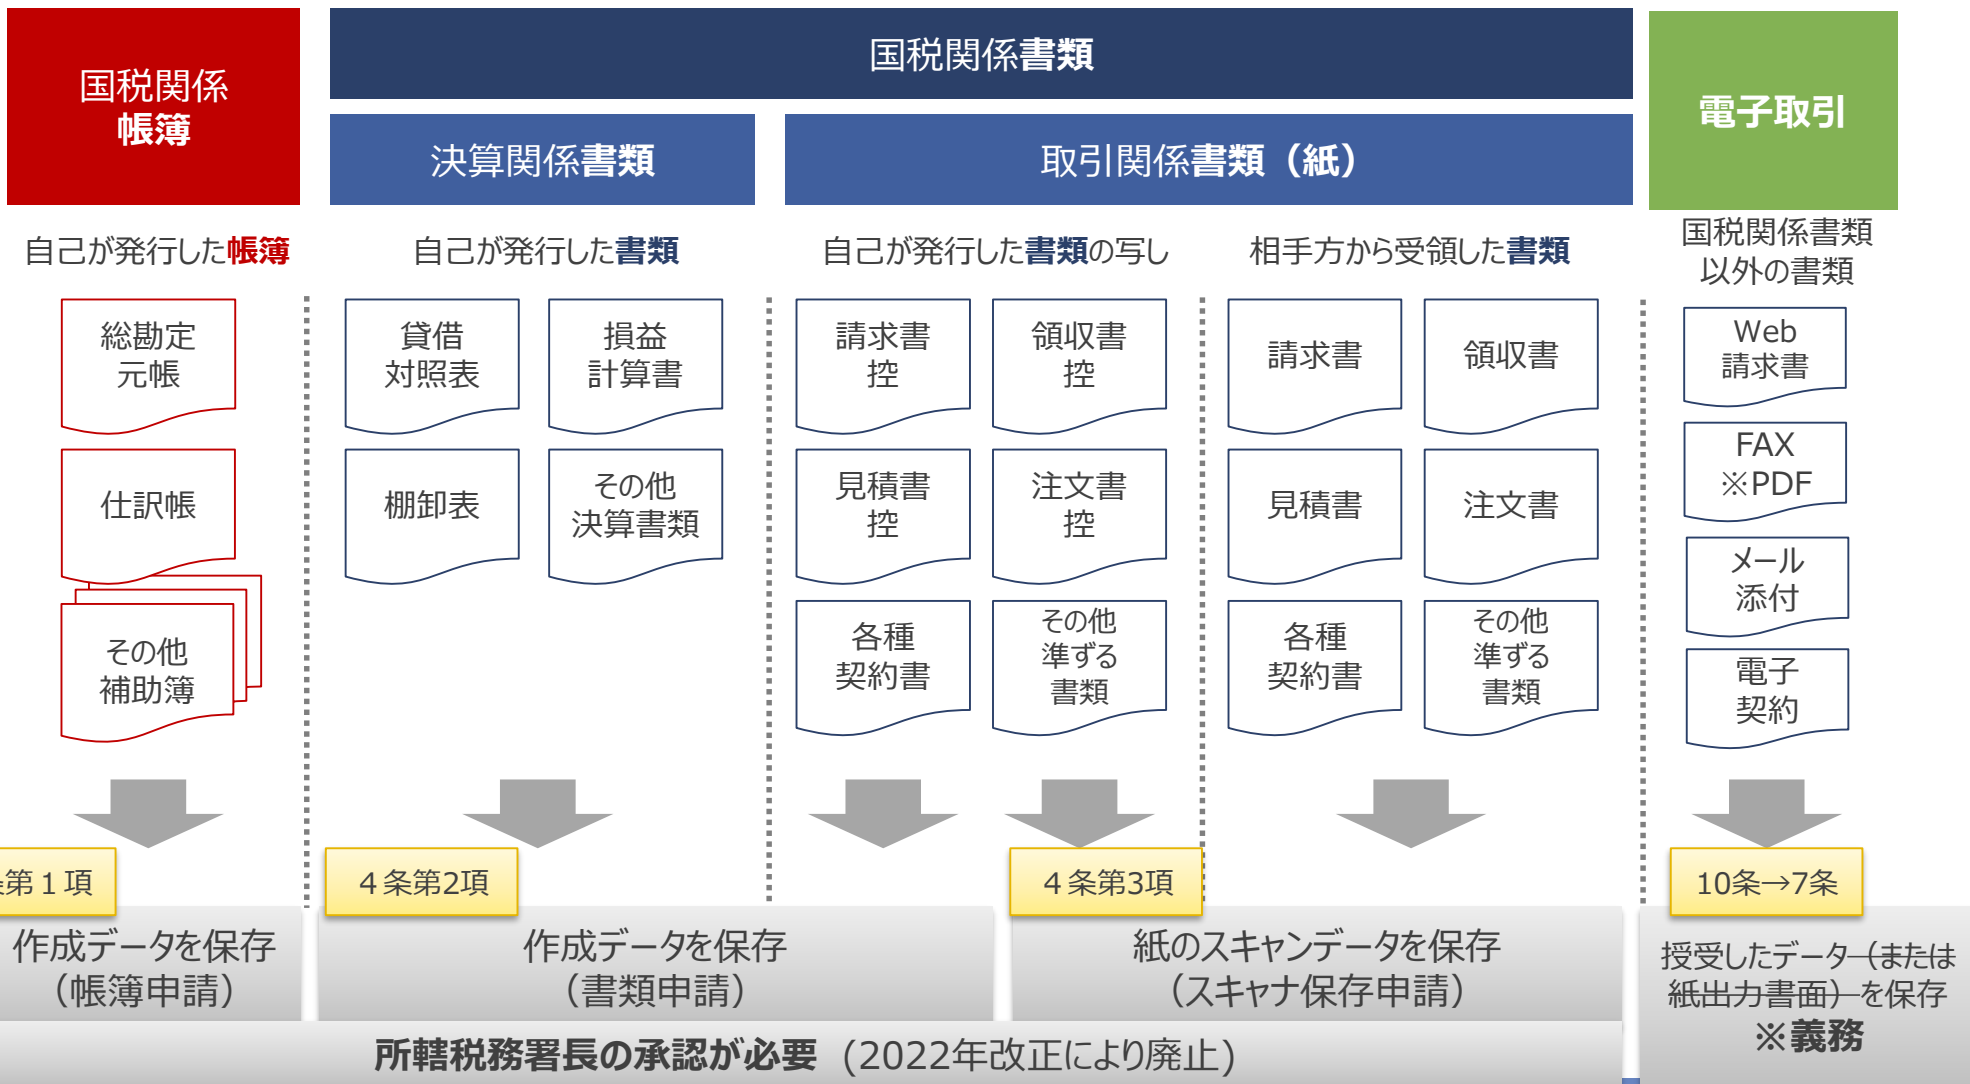 国税関係
帳簿
国税関係書類
決算関係書類
取引関係書類（紙）
電子取引
自己が発行した帳簿
自己が発行した書類
自己が発行した書類の写し
相手方から受領した書類
国税関係書類
以外の書類
総勘定
元帳
仕訳帳
その他
補助簿
貸借
対照表
損益
計算書
棚卸表
その他
決算書類
請求書
控
領収書
控
見積書
控
注文書
控
各種
契約書
その他
準ずる
書類
請求書
領収書
見積書
注文書
各種
契約書
その他
準ずる
書類
Web
請求書
FAX
※PDF
メール
添付
電子
契約
条第１項
４条第2項
４条第3項
10条→7条
作成データを保存
（帳簿申請）
作成データを保存
（書類申請）
紙のスキャンデータを保存
（スキャナ保存申請）
授受したデータ（または
紙出力書面）を保存
※義務
所轄税務署長の承認が必要 (2022年改正により廃止)